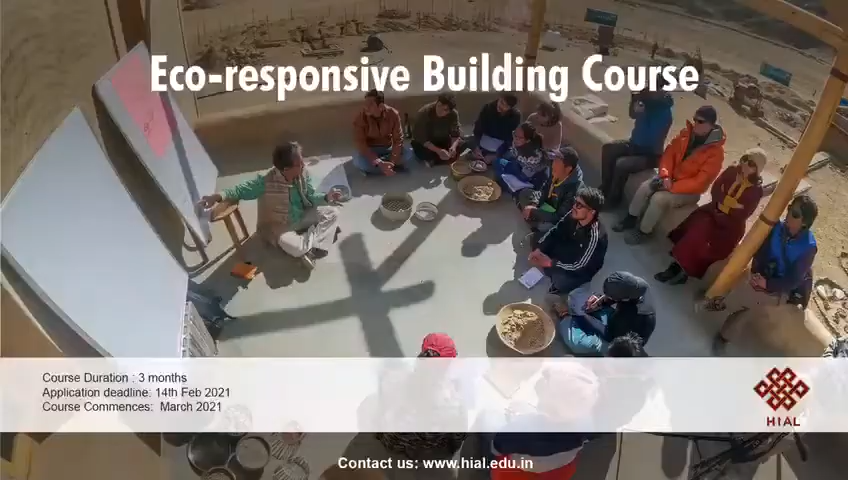 Eco-responsive Building Course
Course Duration : 3 months
Application deadline: 14th Feb 2021
Course Commences:  March 2021
HIAL
Contact us: www.hial.edu.in